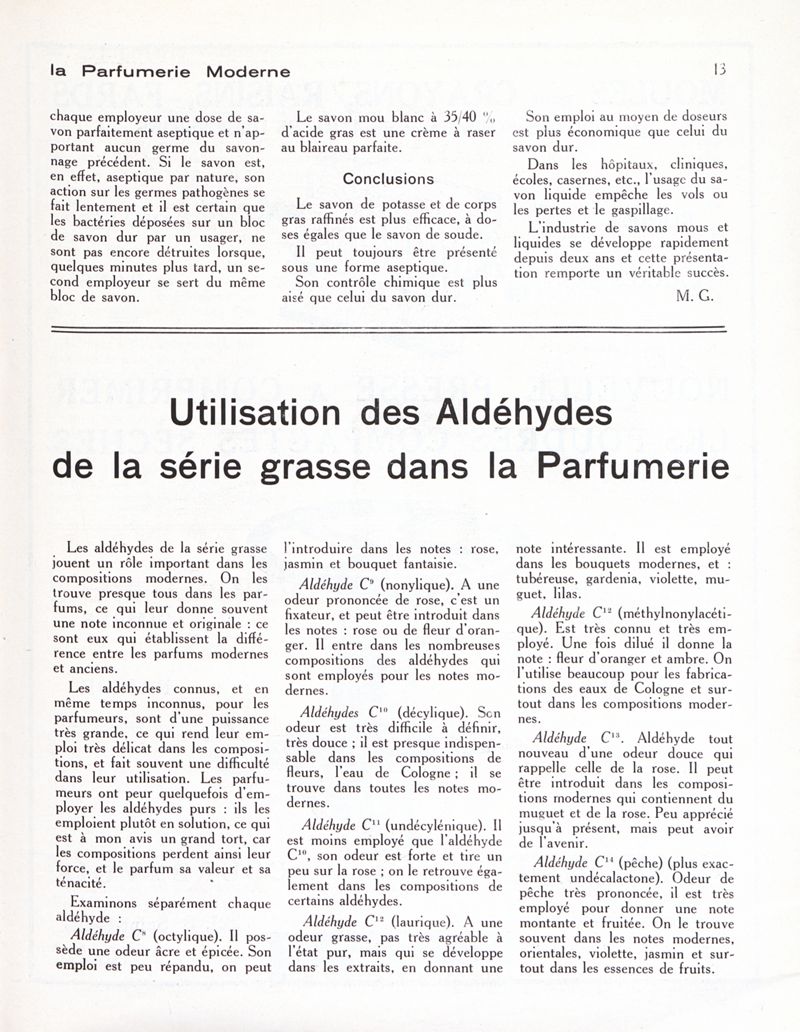 la Parfumerie Moderne
13
chaque employeur une dose de sa-
von parfaitement aseptique et n'ap-
portant aucun germe du savon-
nage précédent. Si le savon est,
en effet, aseptique par nature, son
action sur les germes pathogènes se
fait lentement et il est certain que
les bactéries déposées sur un bloc
de savon dur par un usager, ne
sont pas encore détruites lorsque,
quelques minutes plus tard, un se-
cond employeur se sert du même
bloc de savon.
Le savon mou blanc à 35/40 %
d'acide gras est une crème à raser
au blaireau parfaite.
Conclusions
Le savon de potasse et de corps
gras raffinés est plus efficace, à do-
ses égales que le savon de soude.
Il peut toujours être présenté
sous une forme aseptique.
Son contrôle chimique est plus
aisé que celui du savon dur.
Son emploi au moyen de doseurs
est plus économique que celui du
savon dur.
Dans les hôpitaux, cliniques,
écoles, casernes, etc., l'usage du sa-
von liquide empêche les vols ou
les pertes et le gaspillage.
L'industrie de savons mous et
liquides se développe rapidement
depuis deux ans et cette présenta-
tion remporte un véritable succès.
M. G.
Utilisation des Aldéhydes
de la série grasse dans la Parfumerie
Les aldéhydes de la série grasse
jouent un rôle important dans les
compositions modernes. On les
trouve presque tous dans les par-
fums, ce qui leur donne souvent
une note inconnue et originale : ce
sont eux qui établissent la diffé-
rence entre les parfums modernes
et anciens.
Les aldéhydes connus, et en
même temps inconnus, pour les
parfumeurs, sont d'une puissance
très grande, ce qui rend leur em-
ploi très délicat dans les composi-
tions, et fait souvent une difficulté
dans leur utilisation. Les parfu-
meurs ont peur quelquefois d'em-
ployer les aldéhydes purs : ils les
emploient plutôt en solution, ce qui
est à mon avis un grand tort, car
les compositions perdent ainsi leur
force, et le parfum sa valeur et sa
ténacité.
Examinons séparément chaque
aldéhyde :
Aldéhyde C⁸ (octylique). Il pos-
sède une odeur âcre et épicée. Son
emploi est peu répandu, on peut
l'introduire dans les notes : rose,
jasmin et bouquet fantaisie.
Aldéhyde C⁹ (nonylique). A une
odeur prononcée de rose, c'est un
fixateur, et peut être introduit dans
les notes : rose ou de fleur d'oran-
ger. Il entre dans les nombreuses
compositions des aldéhydes qui
sont employés pour les notes mo-
dernes.
Aldéhydes C¹⁰ (décylique). Son
odeur est très difficile à définir,
très douce ; il est presque indispen-
sable dans les compositions de
fleurs, l'eau de Cologne ; il se
trouve dans toutes les notes mo-
dernes.
Aldéhyde C¹¹ (undécylénique). Il
est moins employé que l'aldéhyde
C¹⁰, son odeur est forte et tire un
peu sur la rose ; on le retrouve éga-
lement dans les compositions de
certains aldéhydes.
Aldéhyde C¹² (laurique). A une
odeur grasse, pas très agréable à
l'état pur, mais qui se développe
dans les extraits, en donnant une
note intéressante. Il est employé
dans les bouquets modernes, et :
tubéreuse, gardenia, violette, mu-
guet, lilas.
Aldéhyde C¹² (méthylnonylacéti-
que). Est très connu et très em-
ployé. Une fois dilué il donne la
note : fleur d'oranger et ambre. On
l'utilise beaucoup pour les fabrica-
tions des eaux de Cologne et sur-
tout dans les compositions moder-
nes.
Aldéhyde C¹³. Aldéhyde tout
nouveau d'une odeur douce qui
rappelle celle de la rose. Il peut
être introduit dans les composi-
tions modernes qui contiennent du
muguet et de la rose. Peu apprécié
jusqu'à présent, mais peut avoir
de l'avenir.
Aldéhyde C¹⁴ (pêche) (plus exac-
tement undécalactone). Odeur de
pêche très prononcée, il est très
employé pour donner une note
montante et fruitée. On le trouve
souvent dans les notes modernes,
orientales, violette, jasmin et sur-
tout dans les essences de fruits.